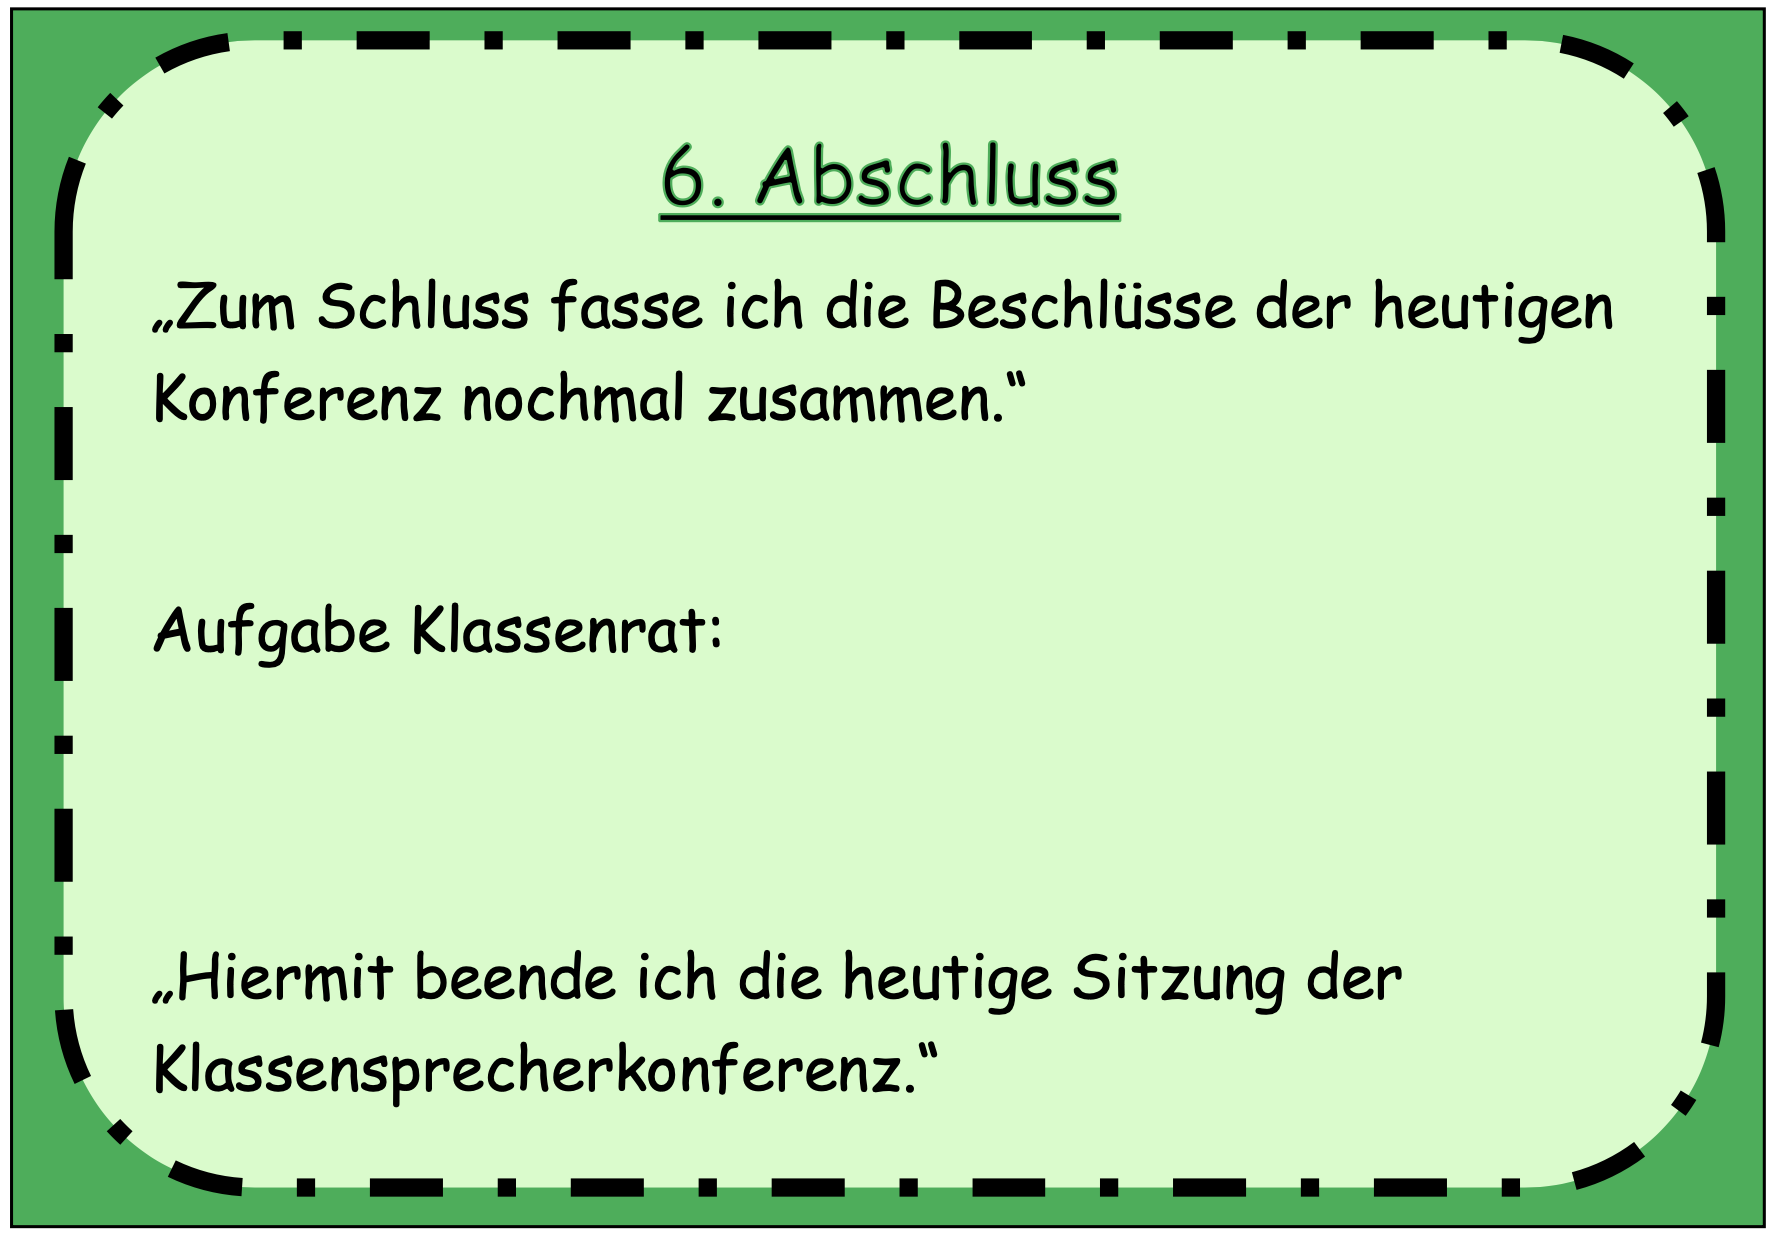 6. Abschluss
„Zum Schluss fasse ich die Beschlüsse der heutigen
Konferenz nochmal zusammen.“
Aufgabe Klassenrat:
„Hiermit beende ich die heutige Sitzung der
Klassensprecherkonferenz.“